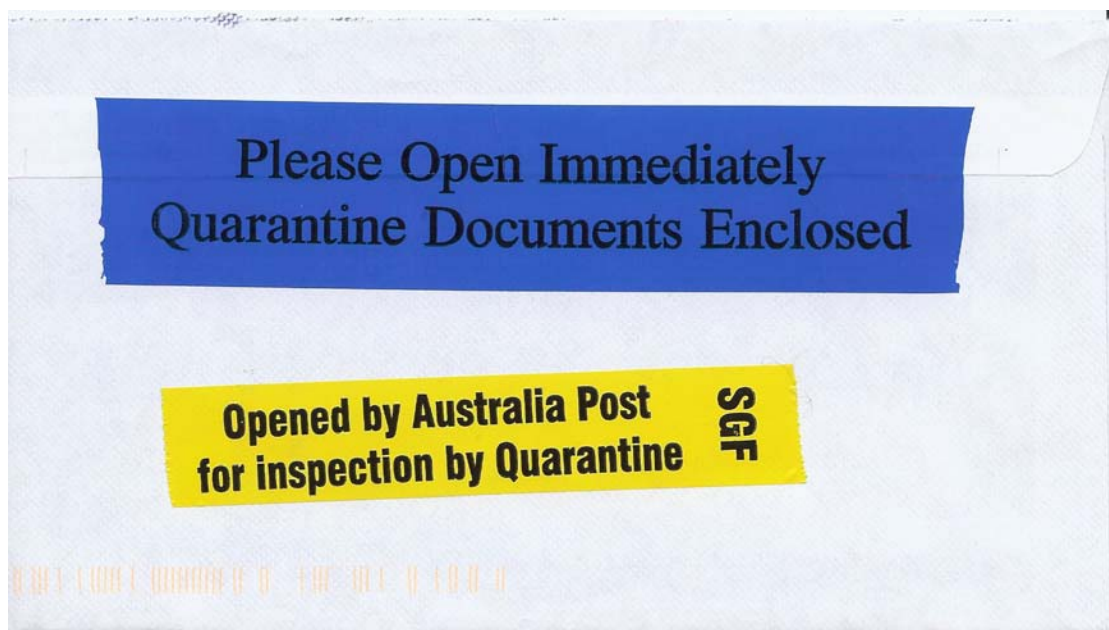 Please Open Immediately
Quarantine Documents Enclosed
Opened by Australia Post
for inspection by Quarantine
SGF